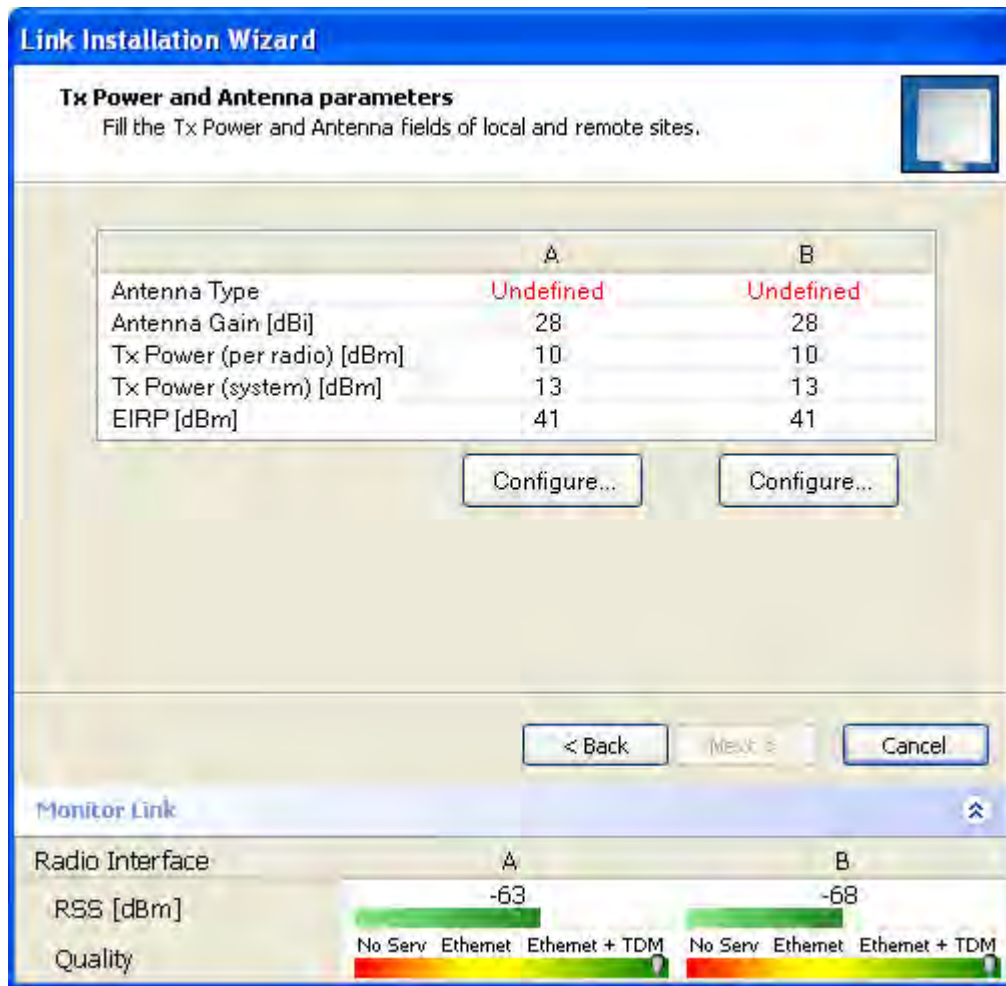 Link Installation Wizard
Tx Power and Antenna parameters
Fill the Tx Power and Antenna fields of local and remote sites.
A B
Antenna Type Undefined Undefined
Antenna Gain [dBi] 28 28
Tx Power (per radio) [dBm] 10 10
Tx Power (system) [dBm] 13 13
EIRP [dBm] 41 41
Configure... Configure...
< Back Next > Cancel
Monitor Link
Radio Interface A B
RSS [dBm] -63 -68
No Serv Ethernet Ethernet + TDM No Serv Ethernet Ethernet + TDM
Quality